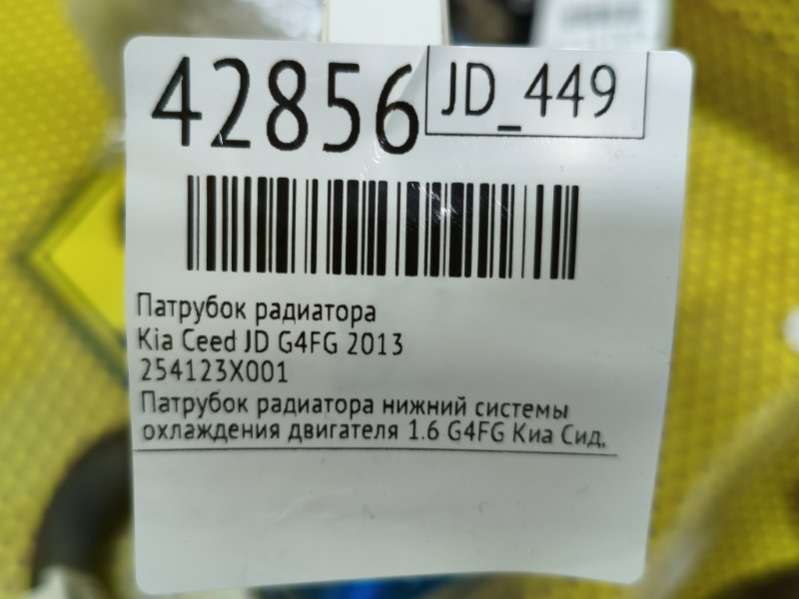 42856
JD_449
Патрубок радиатора
Kia Ceed JD G4FG 2013
254123X001
Патрубок радиатора нижний системы
охлаждения двигателя 1.6 G4FG Киа Сид,